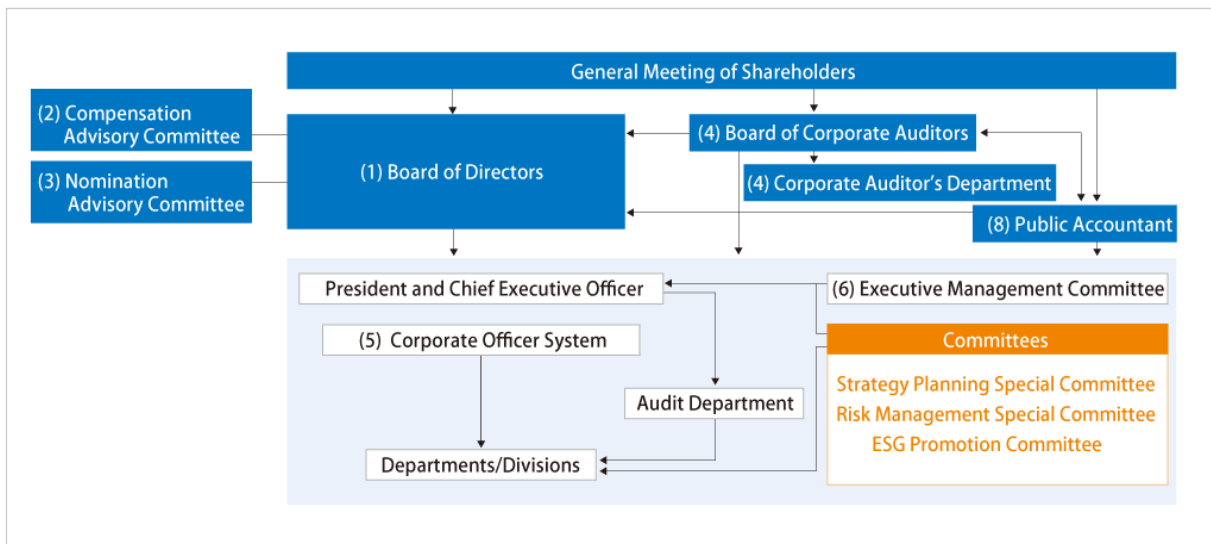 General Meeting of Shareholders
(2) Compensation
Advisory Committee
(3) Nomination
Advisory Committee
(1) Board of Directors
(4) Board of Corporate Auditors
(4) Corporate Auditor's Department
(8) Public Accountant
President and Chief Executive Officer
(6) Executive Management Committee
(5) Corporate Officer System
Committees
Strategy Planning Special Committee
Risk Management Special Committee
ESG Promotion Committee
Audit Department
Departments/Divisions